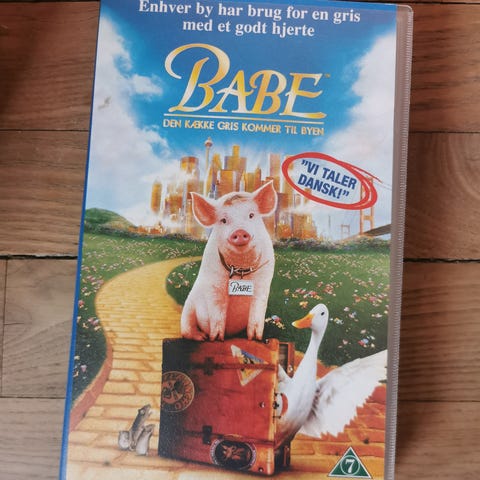 Enhver by har brug for en gris
med et godt hjerte
BABE™
DEN KÆKKE GRIS KOMMER TIL BYEN
"VI TALER
DANSK!"
BABE
7